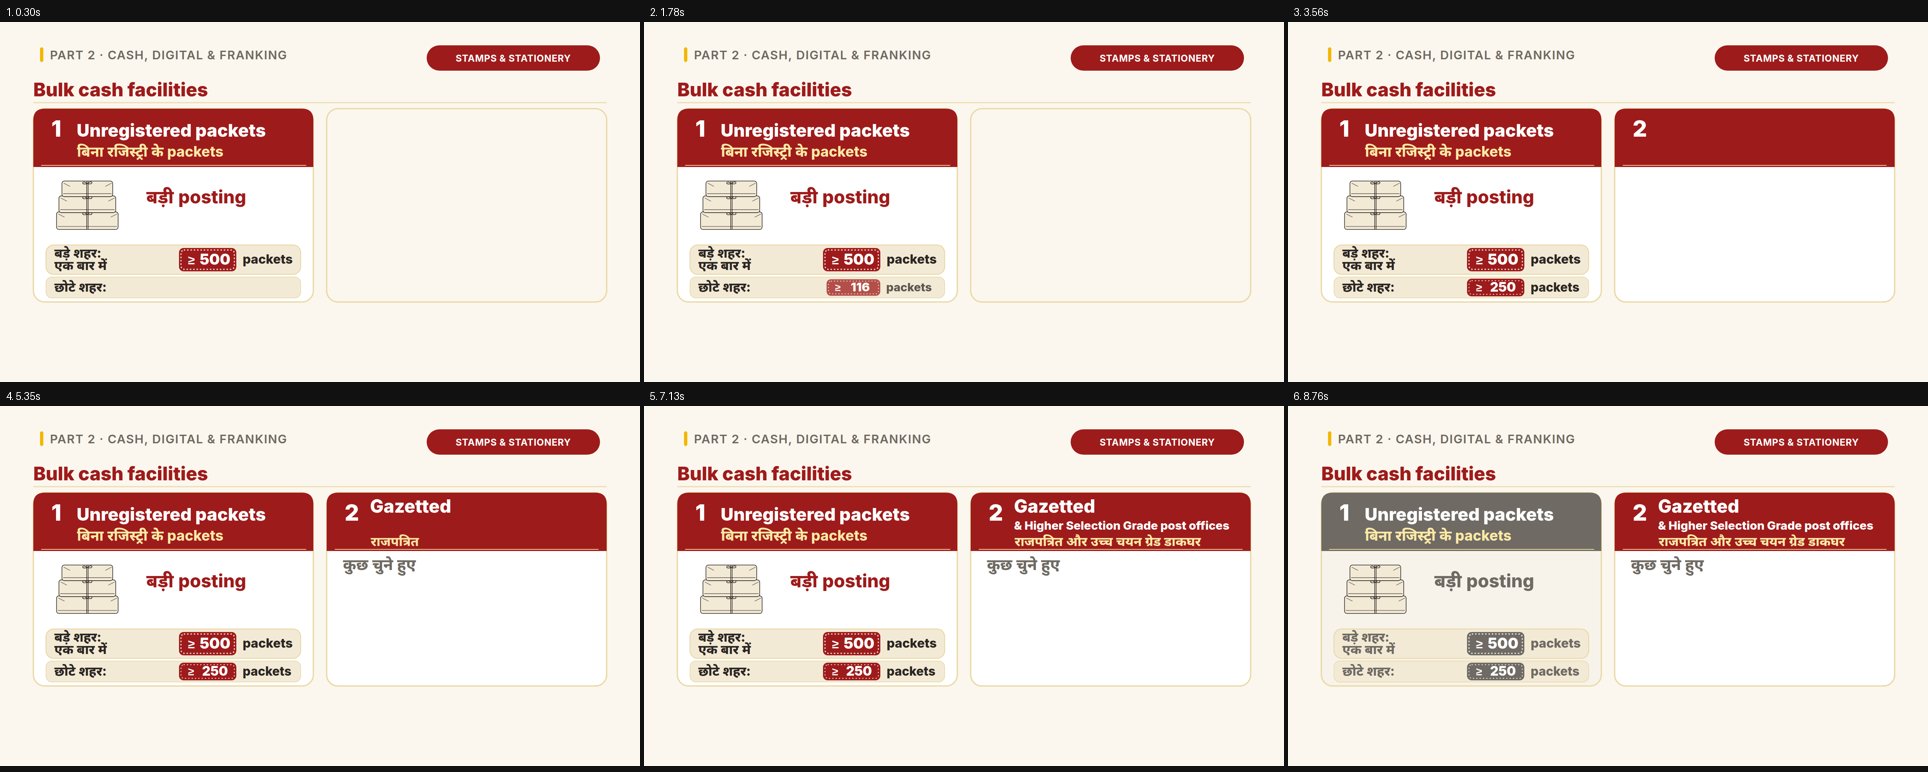 1. 0.30s
PART 2 · CASH, DIGITAL & FRANKING
STAMPS & STATIONERY
Bulk cash facilities
1 Unregistered packets
बिना रजिस्ट्री के packets
बड़ी posting
बड़े शहर:
एक बार में
≥ 500 packets
छोटे शहर:
2. 1.78s
PART 2 · CASH, DIGITAL & FRANKING
STAMPS & STATIONERY
Bulk cash facilities
1 Unregistered packets
बिना रजिस्ट्री के packets
बड़ी posting
बड़े शहर:
एक बार में
≥ 500 packets
छोटे शहर: ≥ 116 packets
3. 3.56s
PART 2 · CASH, DIGITAL & FRANKING
STAMPS & STATIONERY
Bulk cash facilities
1 Unregistered packets
बिना रजिस्ट्री के packets
बड़ी posting
बड़े शहर:
एक बार में
≥ 500 packets
छोटे शहर: ≥ 250 packets
2
4. 5.35s
PART 2 · CASH, DIGITAL & FRANKING
STAMPS & STATIONERY
Bulk cash facilities
1 Unregistered packets
बिना रजिस्ट्री के packets
बड़ी posting
बड़े शहर:
एक बार में
≥ 500 packets
छोटे शहर: ≥ 250 packets
2 Gazetted
राजपत्रित
कुछ चुने हुए
5. 7.13s
PART 2 · CASH, DIGITAL & FRANKING
STAMPS & STATIONERY
Bulk cash facilities
1 Unregistered packets
बिना रजिस्ट्री के packets
बड़ी posting
बड़े शहर:
एक बार में
≥ 500 packets
छोटे शहर: ≥ 250 packets
2 Gazetted
& Higher Selection Grade post offices
राजपत्रित और उच्च चयन ग्रेड डाकघर
कुछ चुने हुए
6. 8.76s
PART 2 · CASH, DIGITAL & FRANKING
STAMPS & STATIONERY
Bulk cash facilities
1 Unregistered packets
बिना रजिस्ट्री के packets
बड़ी posting
बड़े शहर:
एक बार में
≥ 500 packets
छोटे शहर: ≥ 250 packets
2 Gazetted
& Higher Selection Grade post offices
राजपत्रित और उच्च चयन ग्रेड डाकघर
कुछ चुने हुए